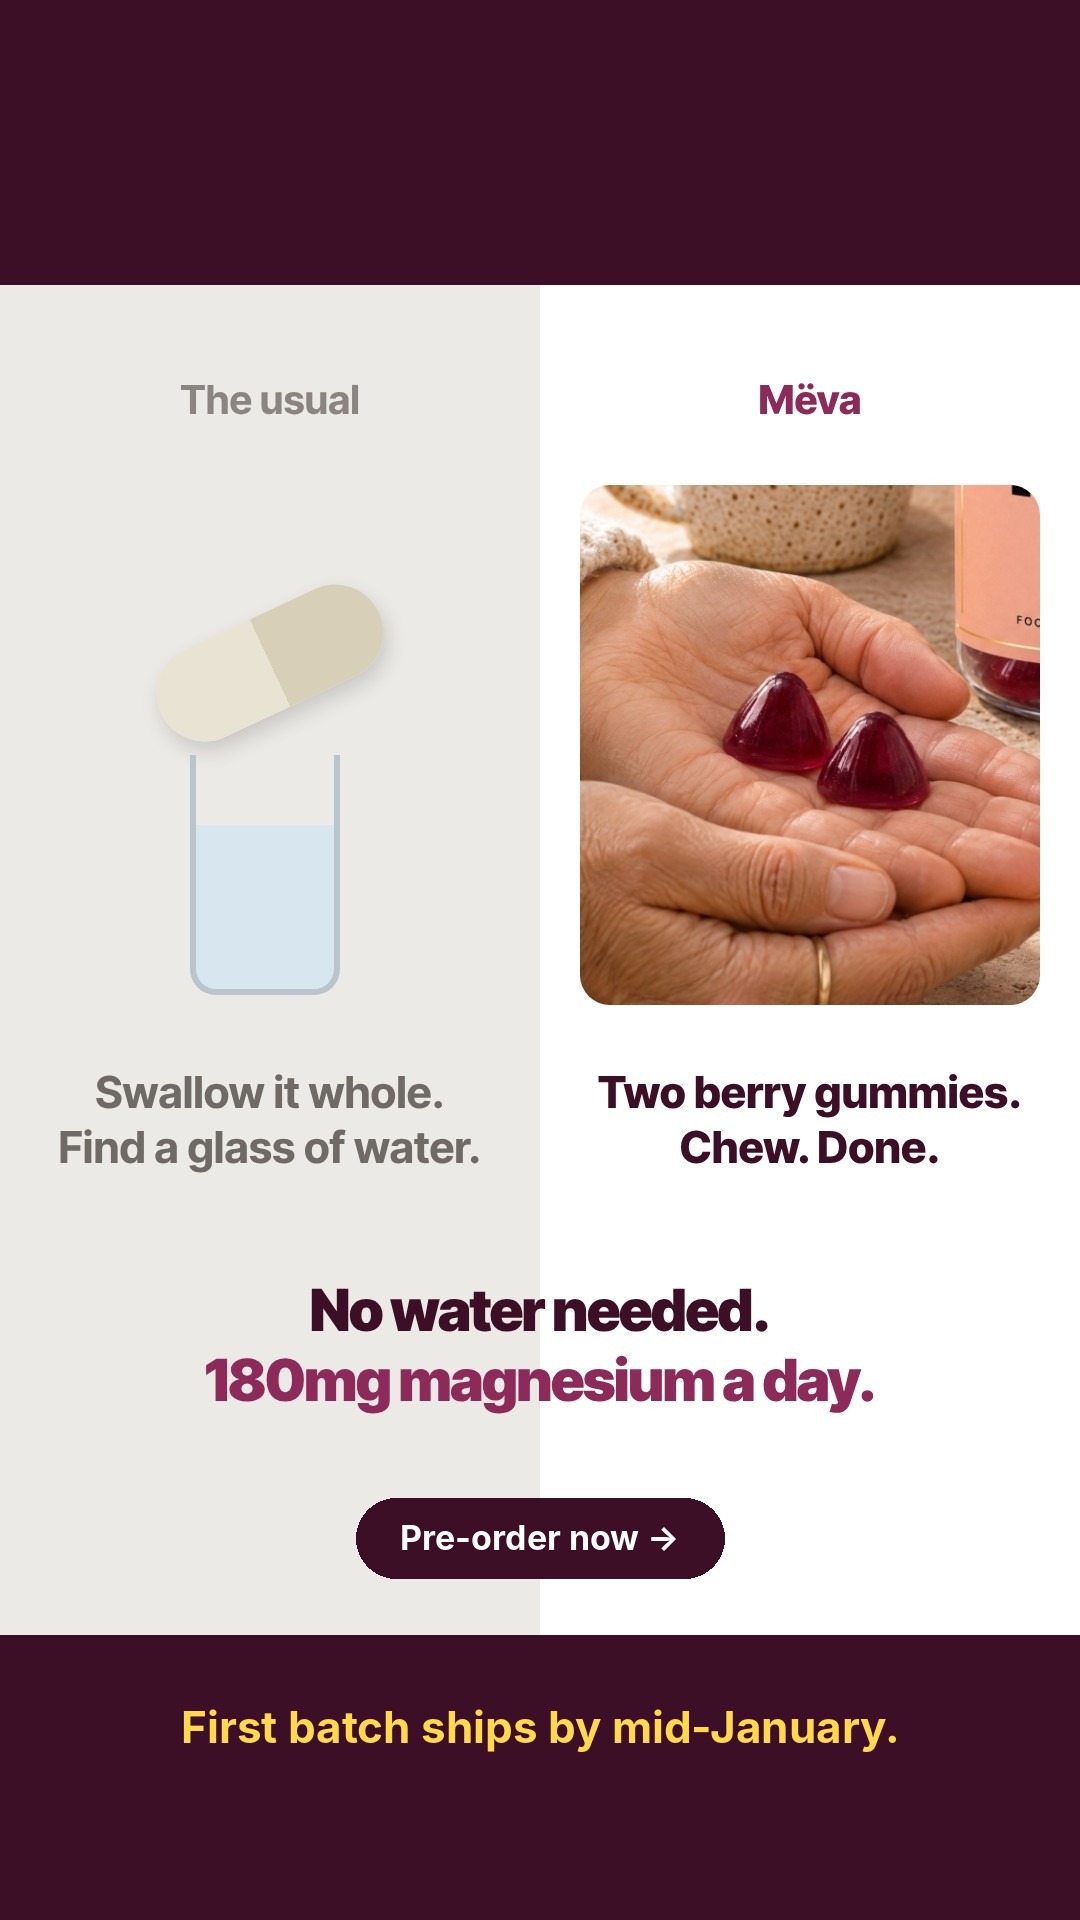 The usual
Mëva
Swallow it whole.
Find a glass of water.
Two berry gummies.
Chew. Done.
No water needed.
180mg magnesium a day.
Pre-order now →
First batch ships by mid-January.